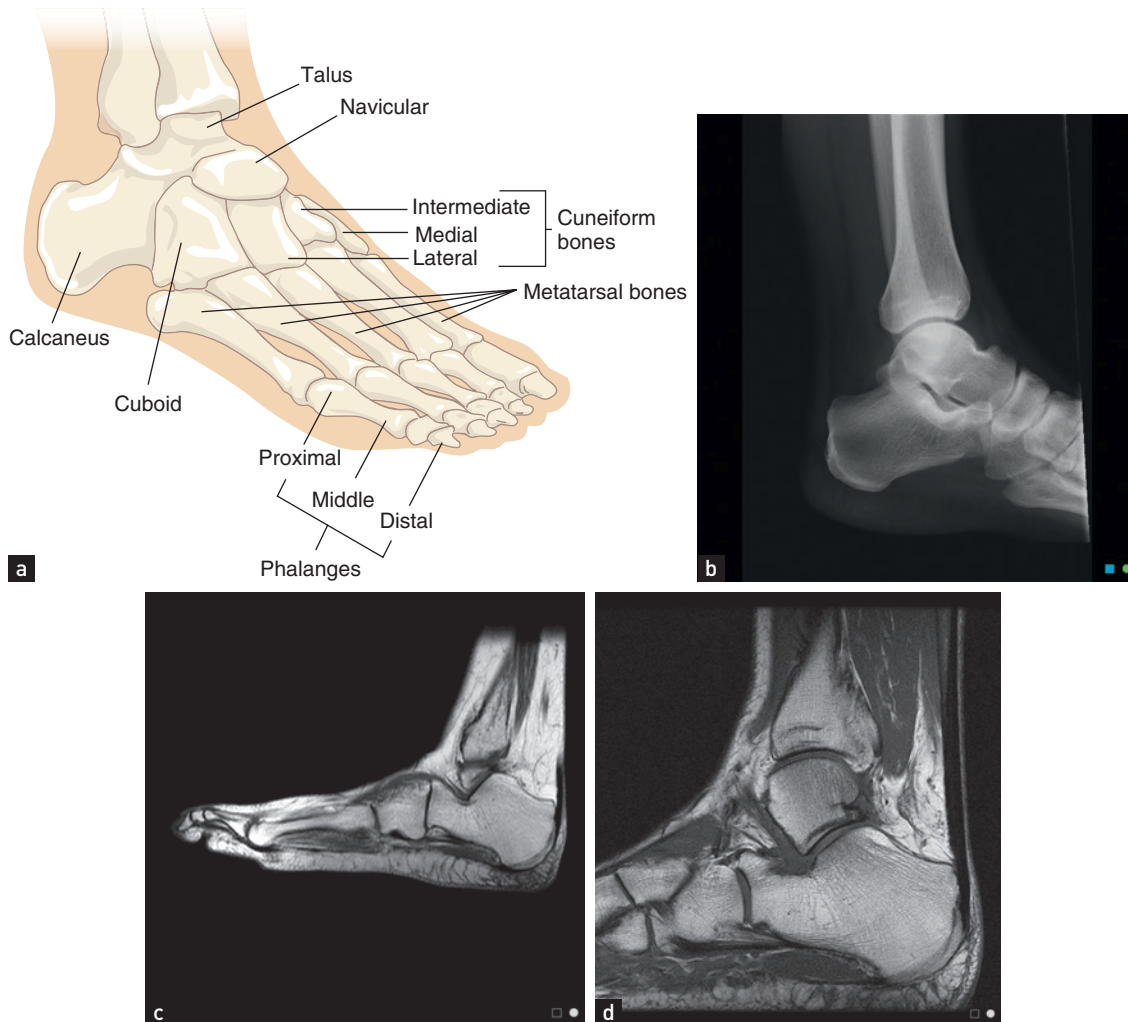 Talus
Navicular
Intermediate
Medial
Lateral
Cuneiform
bones
Metatarsal bones
Calcaneus
Cuboid
Proximal
Middle
Distal
Phalanges
a
b
c
d